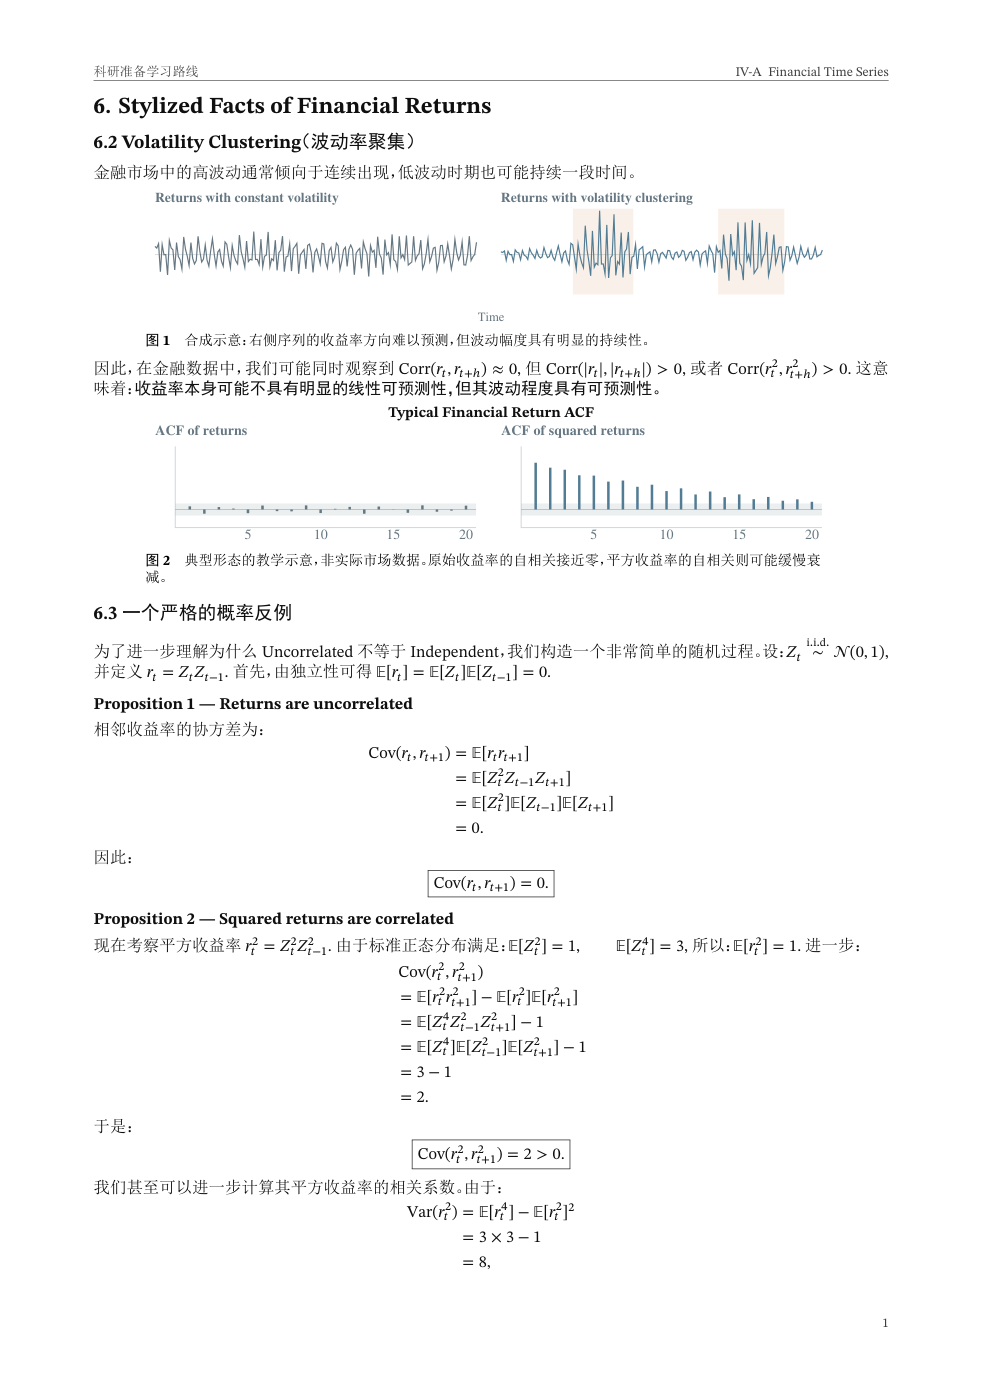 科研准备学习路线
IV-A Financial Time Series
6. Stylized Facts of Financial Returns
6.2 Volatility Clustering（波动率聚集）
金融市场中的高波动通常倾向于连续出现，低波动时期也可能持续一段时间。
Returns with constant volatility
Returns with volatility clustering
Time
图 1 合成示意：右侧序列的收益率方向难以预测，但波动幅度具有明显的持续性。
因此，在金融数据中，我们可能同时观察到 Corr(r_t, r_{t+h}) ≈ 0, 但 Corr(|r_t|, |r_{t+h}|) > 0, 或者 Corr(r_t^2, r_{t+h}^2) > 0. 这意
味着：收益率本身可能不具有明显的线性可预测性，但其波动程度具有可预测性。
Typical Financial Return ACF
ACF of returns
ACF of squared returns
5 10 15 20
5 10 15 20
图 2 典型形态的教学示意，非实际市场数据。原始收益率的自相关接近零，平方收益率的自相关则可能缓慢衰
减。
6.3 一个严格的概率反例
为了进一步理解为什么 Uncorrelated 不等于 Independent，我们构造一个非常简单的随机过程。设：Z_t i.i.d. ∼ 𝒩(0, 1),
并定义 r_t = Z_t Z_{t−1}. 首先，由独立性可得 𝔼[r_t] = 𝔼[Z_t]𝔼[Z_{t−1}] = 0.
Proposition 1 — Returns are uncorrelated
相邻收益率的协方差为：
Cov(r_t, r_{t+1}) = 𝔼[r_t r_{t+1}]
= 𝔼[Z_t^2 Z_{t−1} Z_{t+1}]
= 𝔼[Z_t^2]𝔼[Z_{t−1}]𝔼[Z_{t+1}]
= 0.
因此：
Cov(r_t, r_{t+1}) = 0.
Proposition 2 — Squared returns are correlated
现在考察平方收益率 r_t^2 = Z_t^2 Z_{t−1}^2. 由于标准正态分布满足：𝔼[Z_t^2] = 1, 𝔼[Z_t^4] = 3, 所以：𝔼[r_t^2] = 1. 进一步：
Cov(r_t^2, r_{t+1}^2)
= 𝔼[r_t^2 r_{t+1}^2] − 𝔼[r_t^2]𝔼[r_{t+1}^2]
= 𝔼[Z_t^4 Z_{t−1}^2 Z_{t+1}^2] − 1
= 𝔼[Z_t^4]𝔼[Z_{t−1}^2]𝔼[Z_{t+1}^2] − 1
= 3 − 1
= 2.
于是：
Cov(r_t^2, r_{t+1}^2) = 2 > 0.
我们甚至可以进一步计算其平方收益率的相关系数。由于：
Var(r_t^2) = 𝔼[r_t^4] − 𝔼[r_t^2]^2
= 3 × 3 − 1
= 8,
1